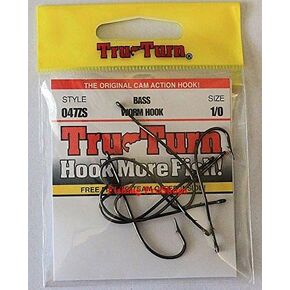 Tru-Turn®
THE ORIGINAL CAM ACTION HOOK!
STYLE BASS SIZE
047ZS WORM HOOK 1/0
Tru-Turn
Hook More Fish!
FREE